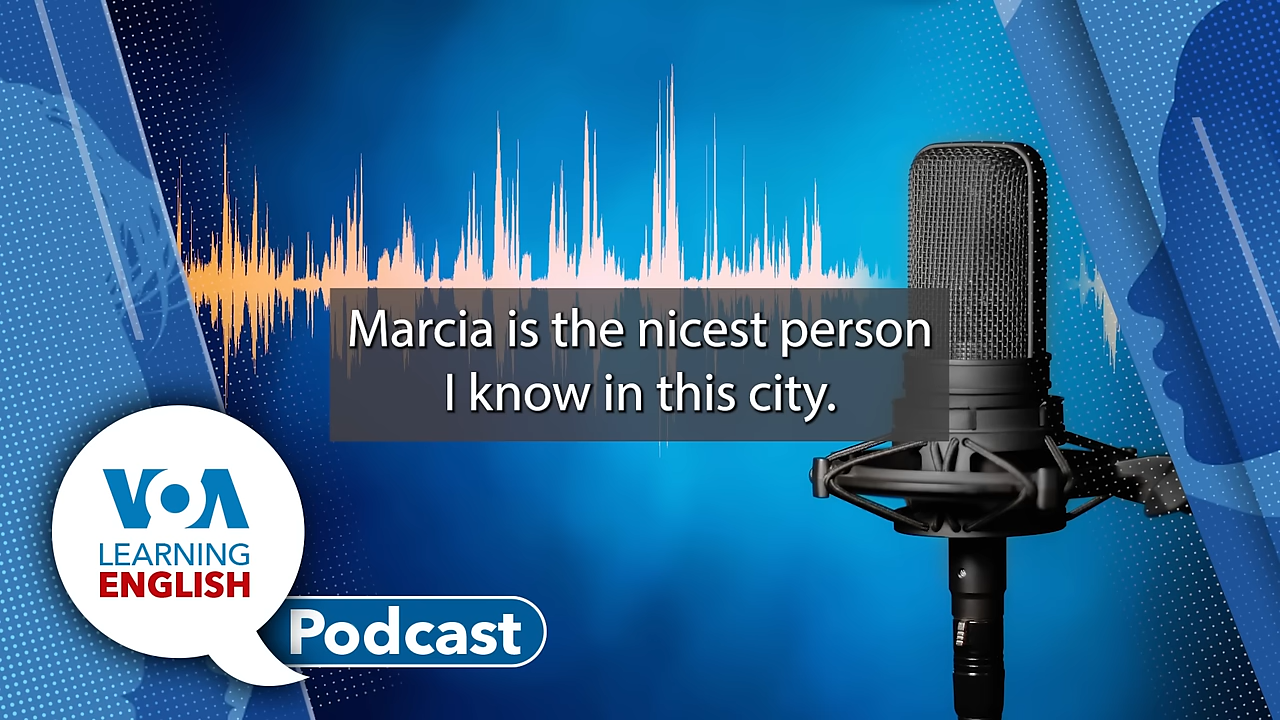 Marcia is the nicest person
I know in this city.
VOA
LEARNING
ENGLISH
Podcast